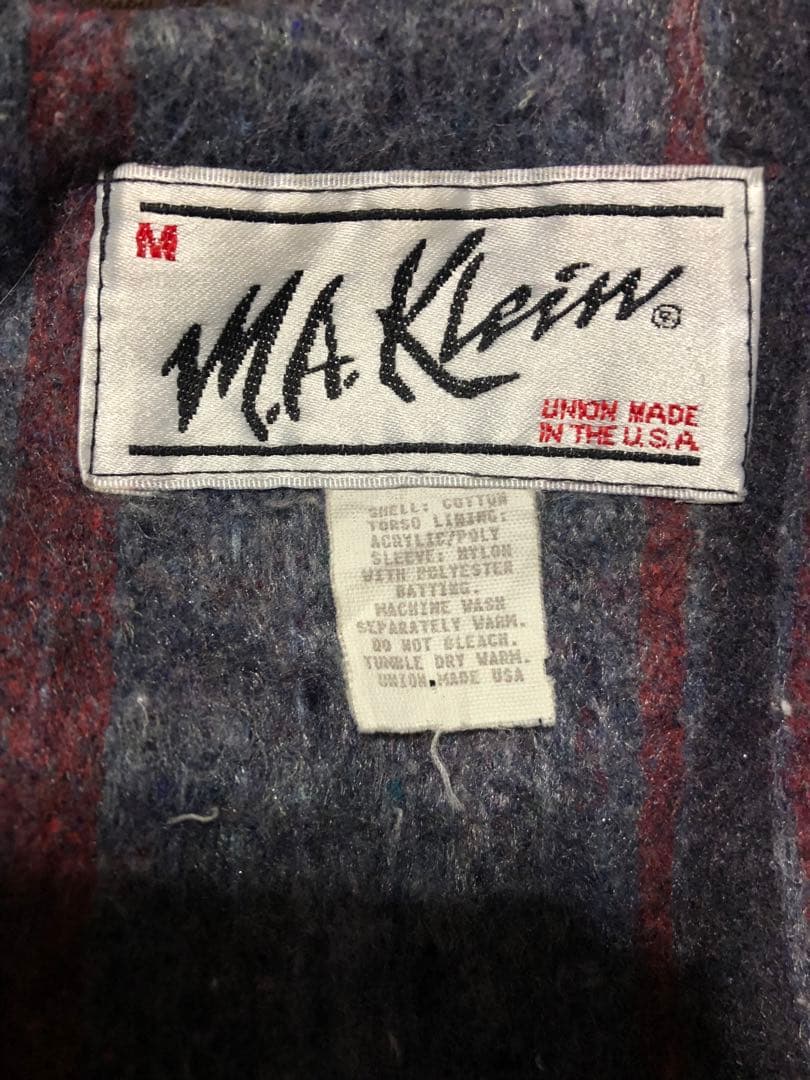 M
M.A. Klein®
UNION MADE
IN THE U.S.A
SHELL: COTTON
TORSO LINING:
ACRYLIC/POLY
SLEEVE: NYLON
WITH POLYESTER
BATTING.
MACHINE WASH
SEPARATELY WARM.
DO NOT BLEACH.
TUMBLE DRY WARM.
UNION MADE USA